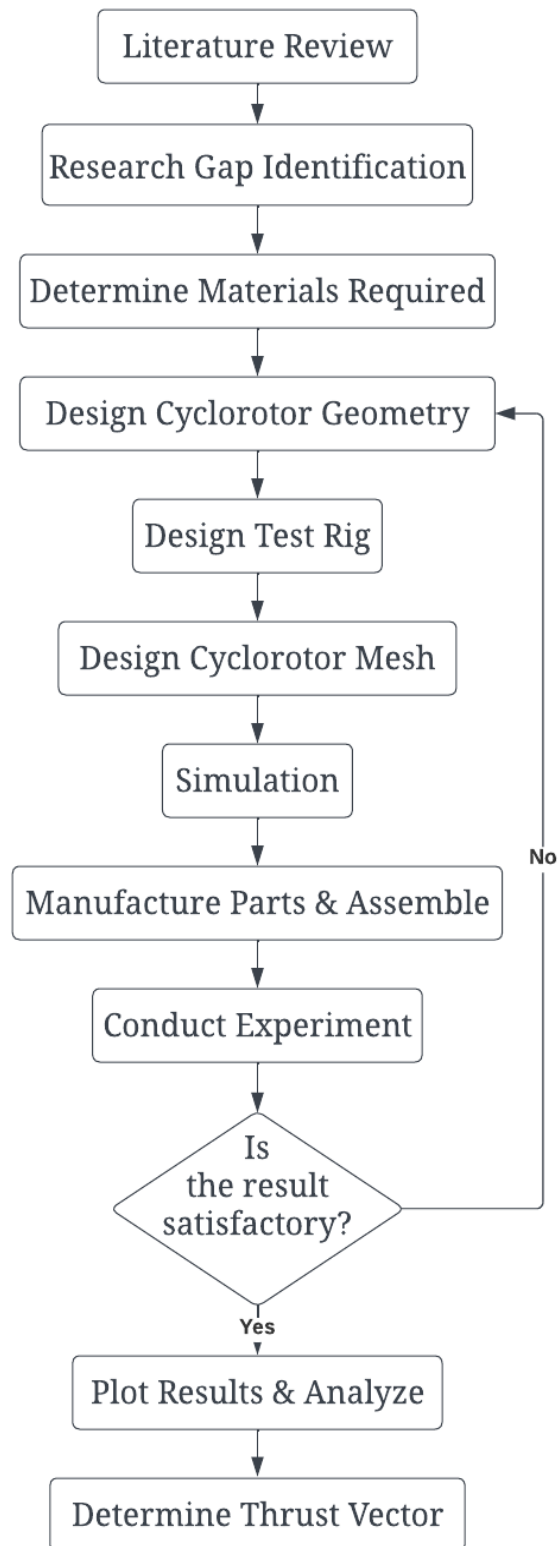 Literature Review
Research Gap Identification
Determine Materials Required
Design Cyclorotor Geometry
Design Test Rig
Design Cyclorotor Mesh
Simulation
No
Manufacture Parts & Assemble
Conduct Experiment
Is
the result
satisfactory?
Yes
Plot Results & Analyze
Determine Thrust Vector